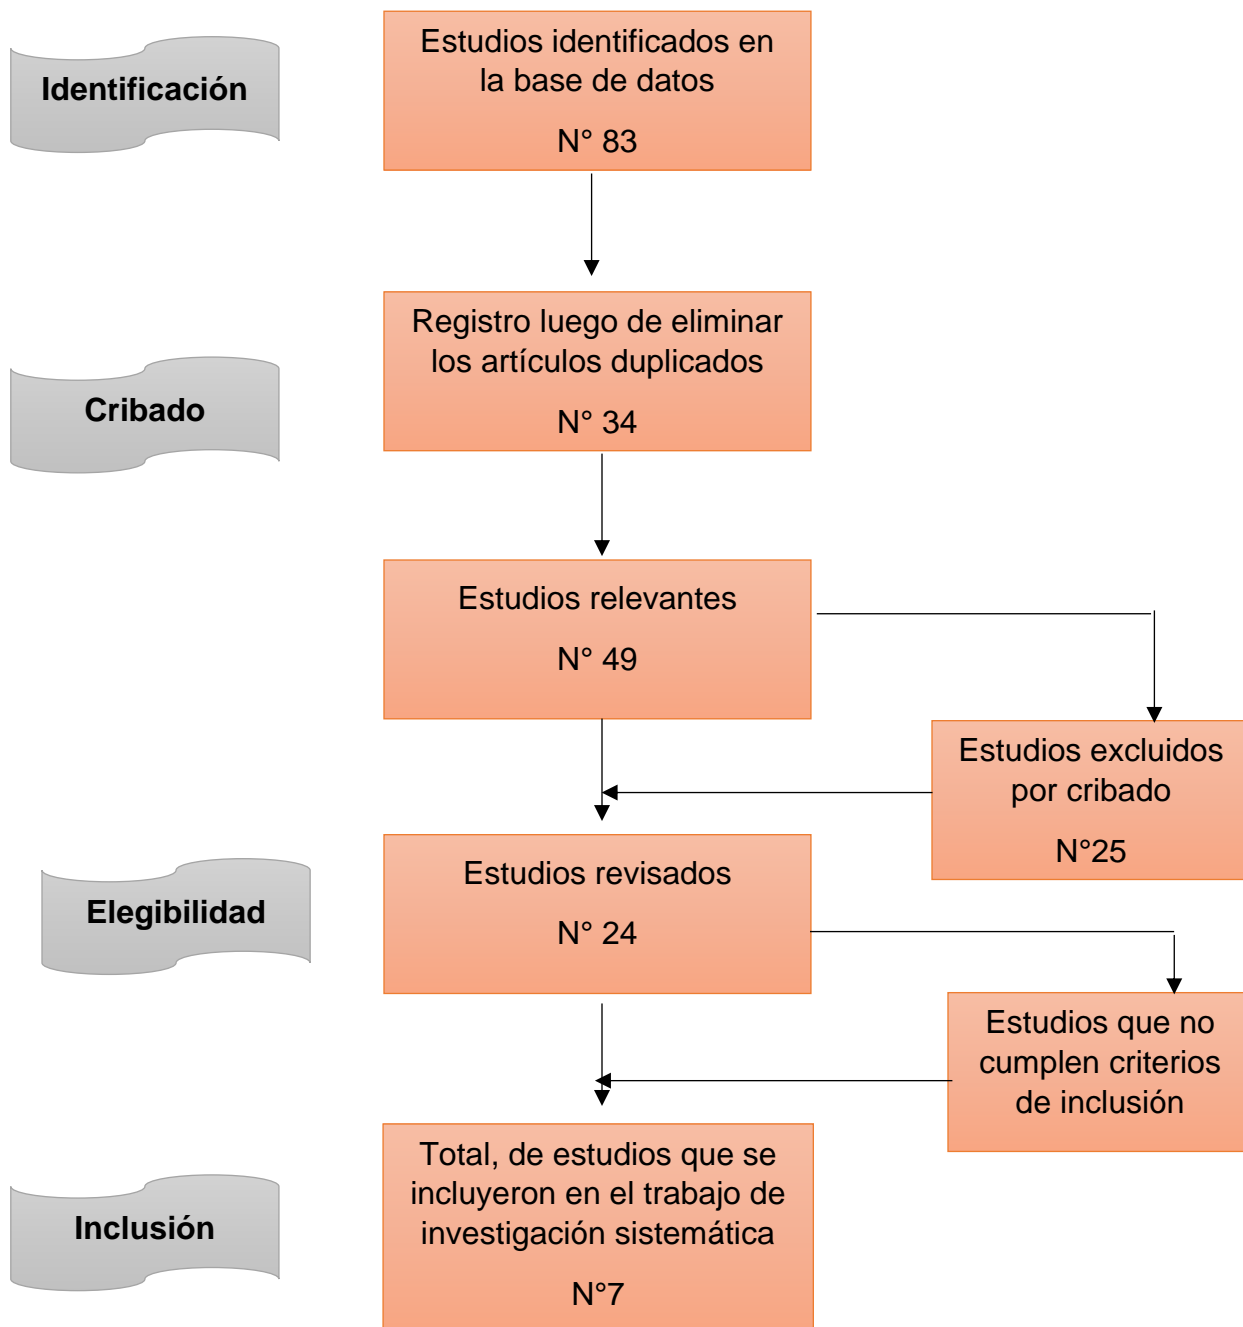 Identificación
Estudios identificados en
la base de datos
N° 83
Cribado
Registro luego de eliminar
los artículos duplicados
N° 34
Estudios relevantes
N° 49
Estudios excluidos
por cribado
N°25
Elegibilidad
Estudios revisados
N° 24
Estudios que no
cumplen criterios
de inclusión
Inclusión
Total, de estudios que se
incluyeron en el trabajo de
investigación sistemática
N°7